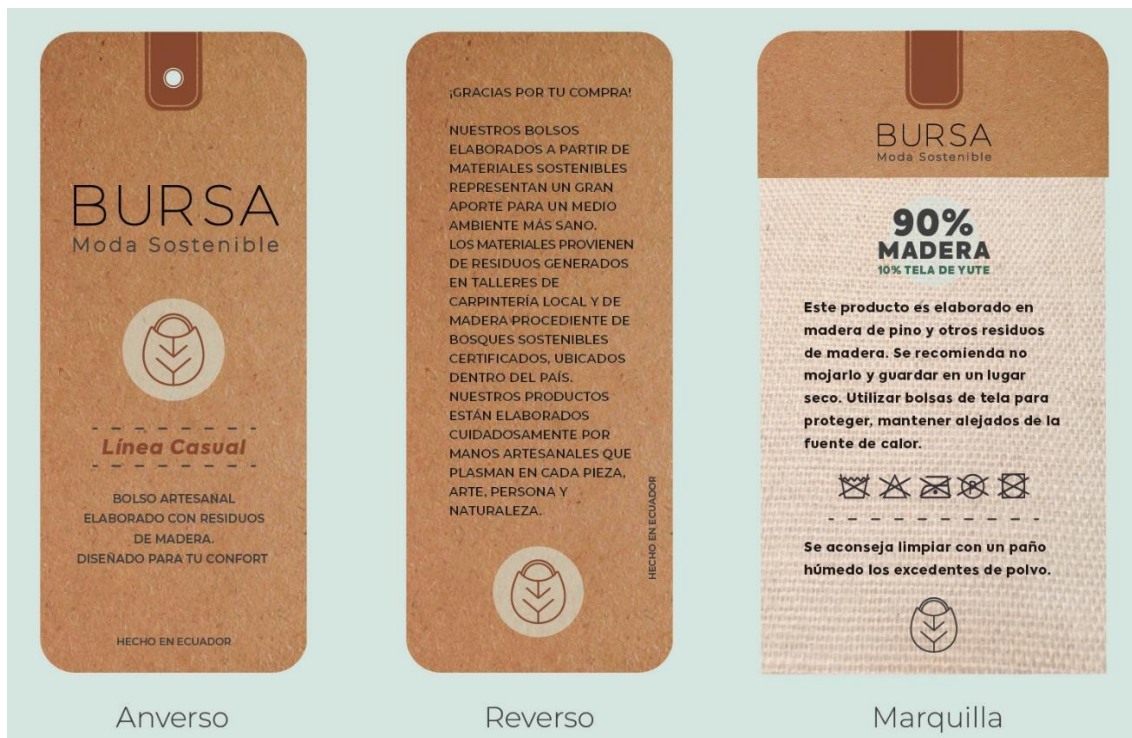 BURSA
Moda Sostenible
Línea Casual
BOLSO ARTESANAL
ELABORADO CON RESIDUOS
DE MADERA.
DISEÑADO PARA TU CONFORT
HECHO EN ECUADOR
Anverso
¡GRACIAS POR TU COMPRA!
NUESTROS BOLSOS
ELABORADOS A PARTIR DE
MATERIALES SOSTENIBLES
REPRESENTAN UN GRAN
APORTE PARA UN MEDIO
AMBIENTE MÁS SANO.
LOS MATERIALES PROVIENEN
DE RESIDUOS GENERADOS
EN TALLERES DE
CARPINTERÍA LOCAL Y DE
MADERA PROCEDIENTE DE
BOSQUES SOSTENIBLES
CERTIFICADOS, UBICADOS
DENTRO DEL PAÍS.
NUESTROS PRODUCTOS
ESTÁN ELABORADOS
CUIDADOSAMENTE POR
MANOS ARTESANALES QUE
PLASMAN EN CADA PIEZA,
ARTE, PERSONA Y
NATURALEZA.
HECHO EN ECUADOR
Reverso
BURSA
Moda Sostenible
90%
MADERA
10% TELA DE YUTE
Este producto es elaborado en
madera de pino y otros residuos
de madera. Se recomienda no
mojarlo y guardar en un lugar
seco. Utilizar bolsas de tela para
proteger, mantener alejados de la
fuente de calor.
Se aconseja limpiar con un paño
húmedo los excedentes de polvo.
Marquilla